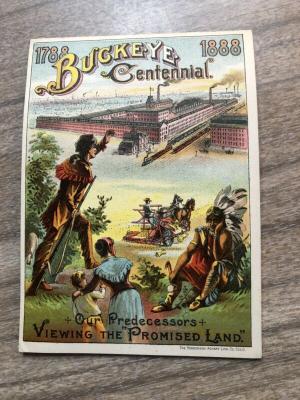 1788 1888
BUCKEYE
Centennial.
Our Predecessors
VIEWING THE "PROMISED LAND."